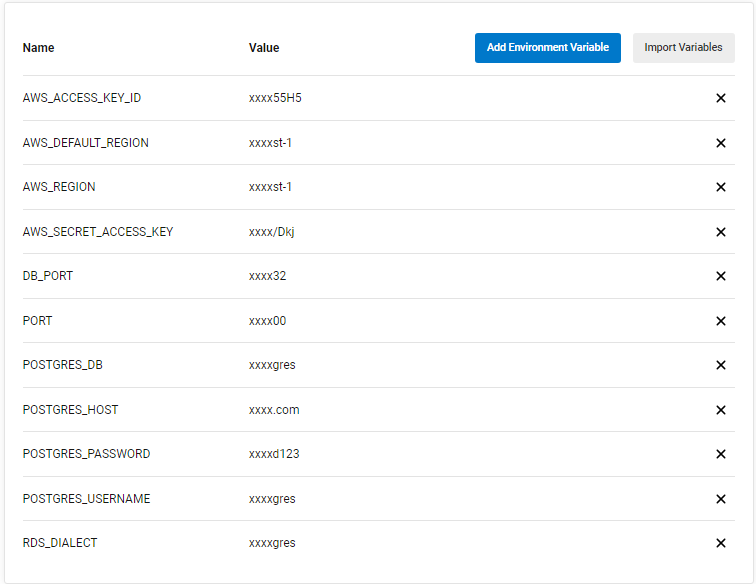 Name Value Add Environment Variable Import Variables
AWS_ACCESS_KEY_ID xxxx55H5
AWS_DEFAULT_REGION xxxxst-1
AWS_REGION xxxxst-1
AWS_SECRET_ACCESS_KEY xxxx/Dkj
DB_PORT xxxx32
PORT xxxx00
POSTGRES_DB xxxxgres
POSTGRES_HOST xxxx.com
POSTGRES_PASSWORD xxxxd123
POSTGRES_USERNAME xxxxgres
RDS_DIALECT xxxxgres